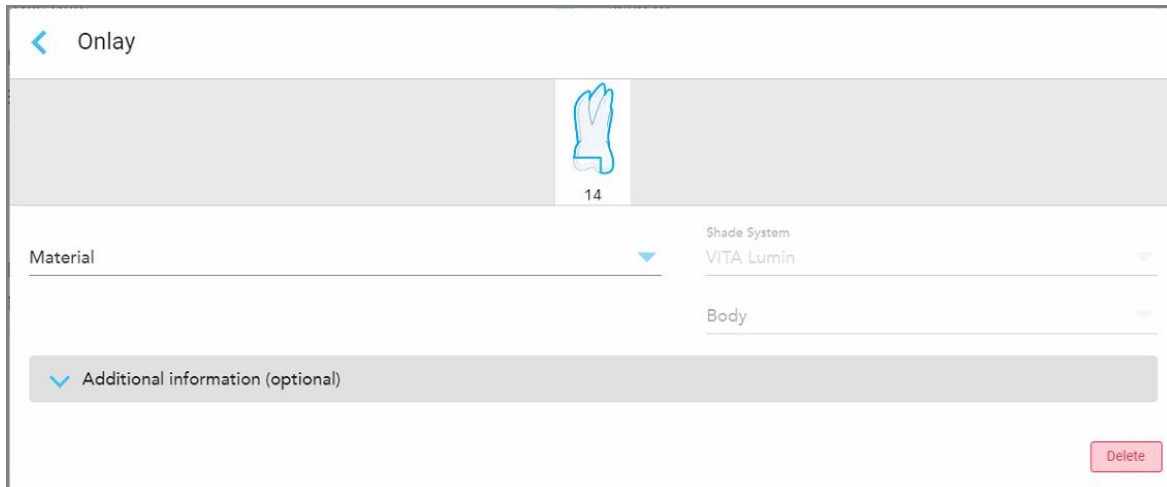 Onlay
14
Shade System
Material
VITA Lumin
Body
Additional information (optional)
Delete